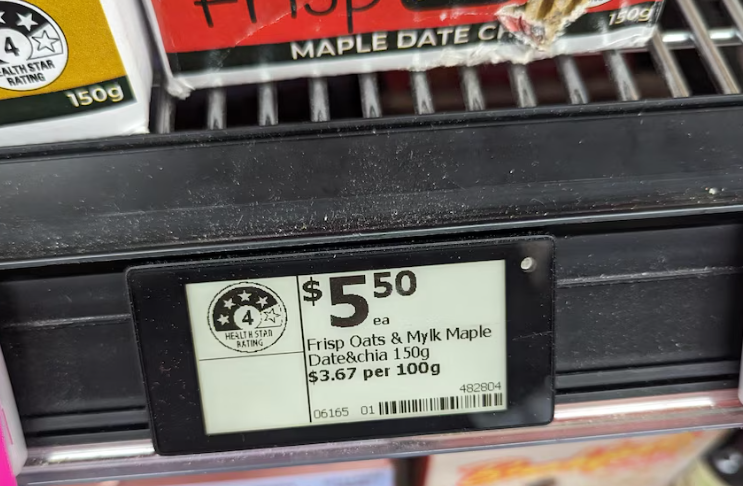 Frisp
150g
MAPLE DATE
4
HEALTH STAR
RATING
150g
4
HEALTH STAR
RATING
$5.50
ea
Frisp Oats & Mylk Maple
Date&chia 150g
$3.67 per 100g
482804
06165 01